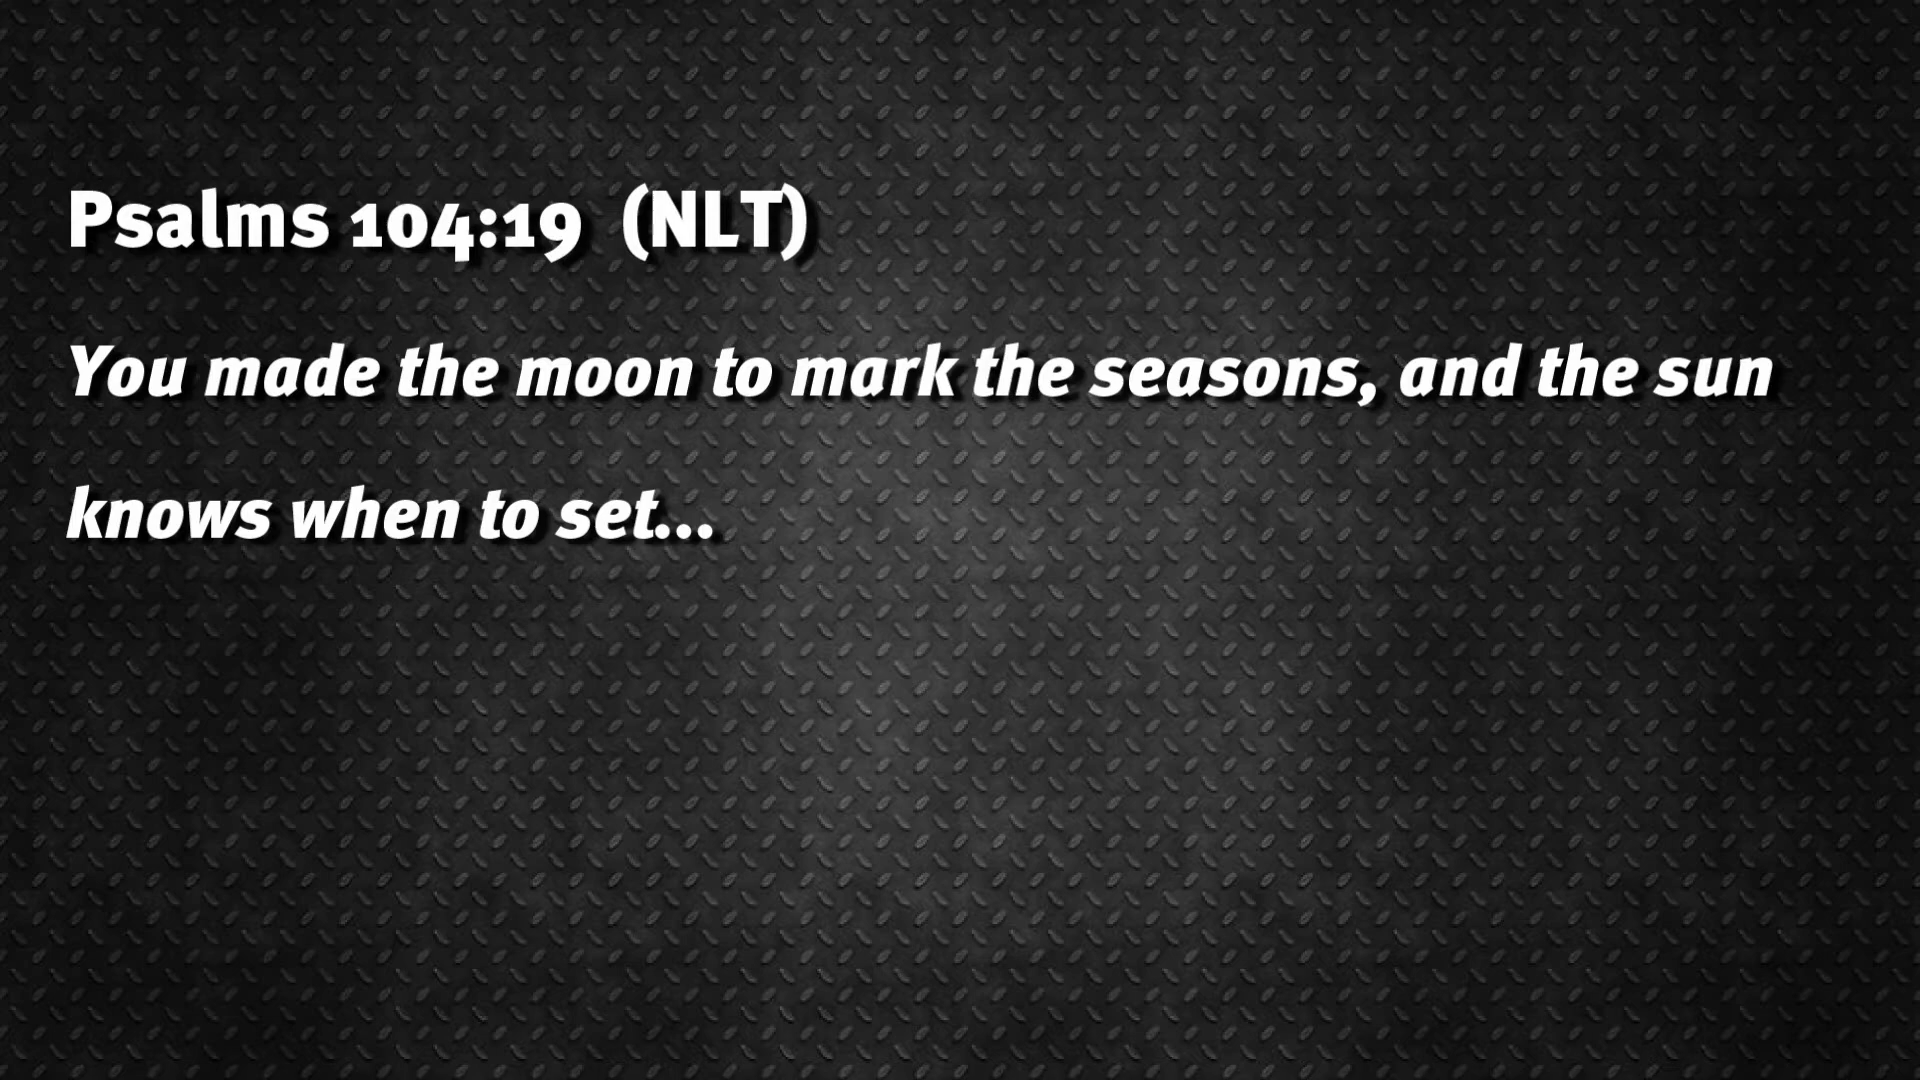 Psalms 104:19 (NLT)
You made the moon to mark the seasons, and the sun
knows when to set...